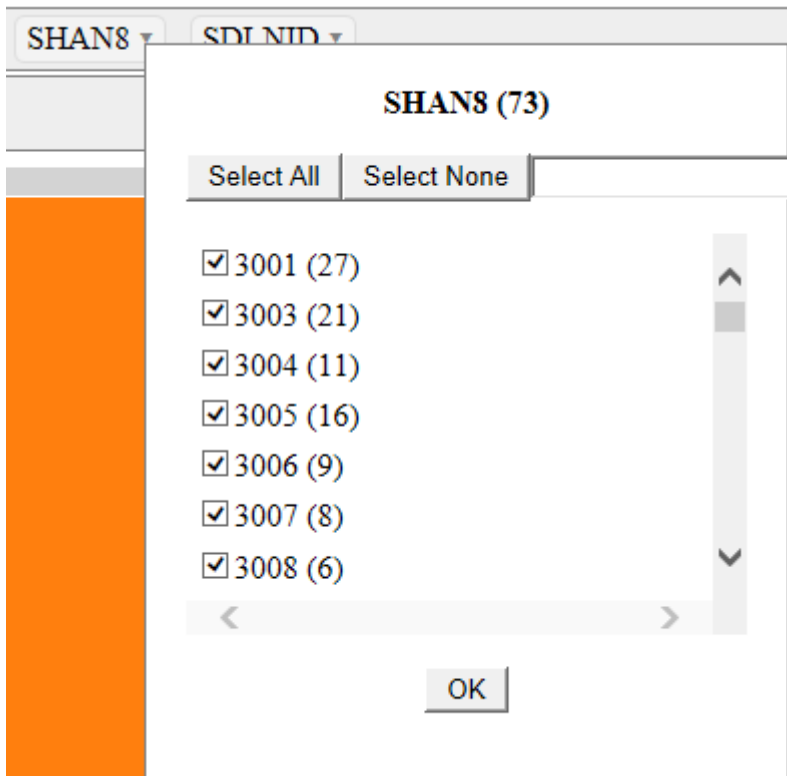 SHAN8 SDLNID
SHAN8 (73)
Select All Select None
3001 (27)
3003 (21)
3004 (11)
3005 (16)
3006 (9)
3007 (8)
3008 (6)
OK